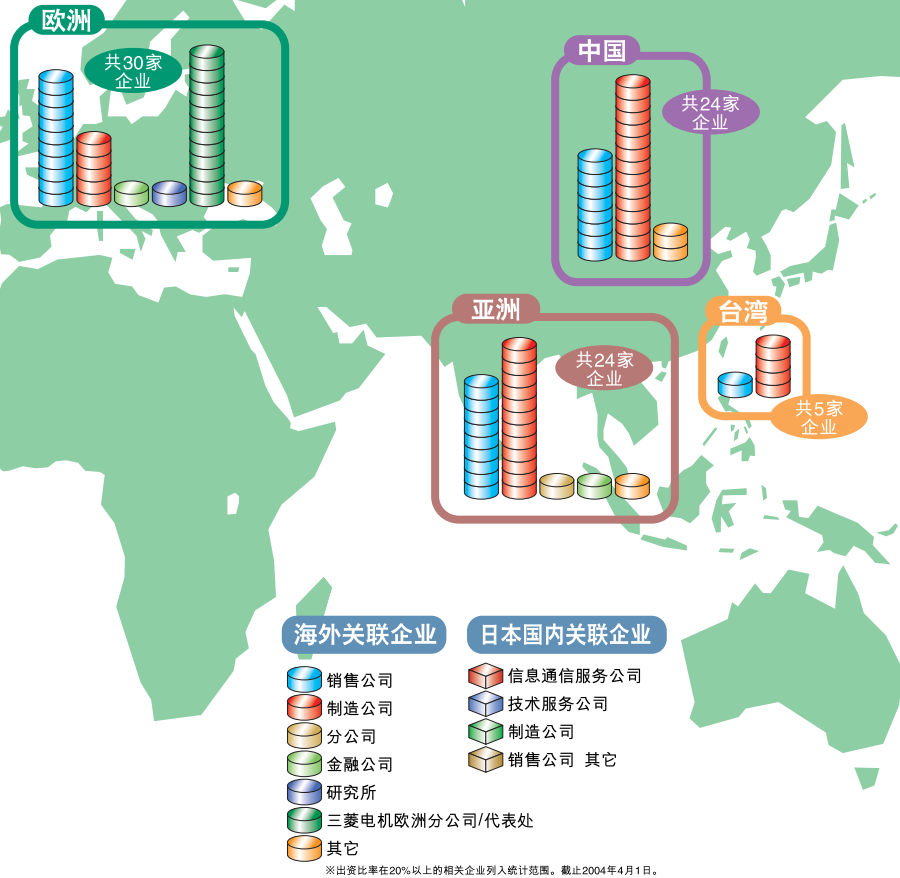 欧洲
共30家
企业
中国
共24家
企业
亚洲
共24家
企业
台湾
共5家
企业
海外关联企业
销售公司
制造公司
分公司
金融公司
研究所
三菱电机欧洲分公司/代表处
其它
日本国内关联企业
信息通信服务公司
技术服务公司
制造公司
销售公司 其它
※出资比率在20%以上的相关企业列入统计范围。截止2004年4月1日。